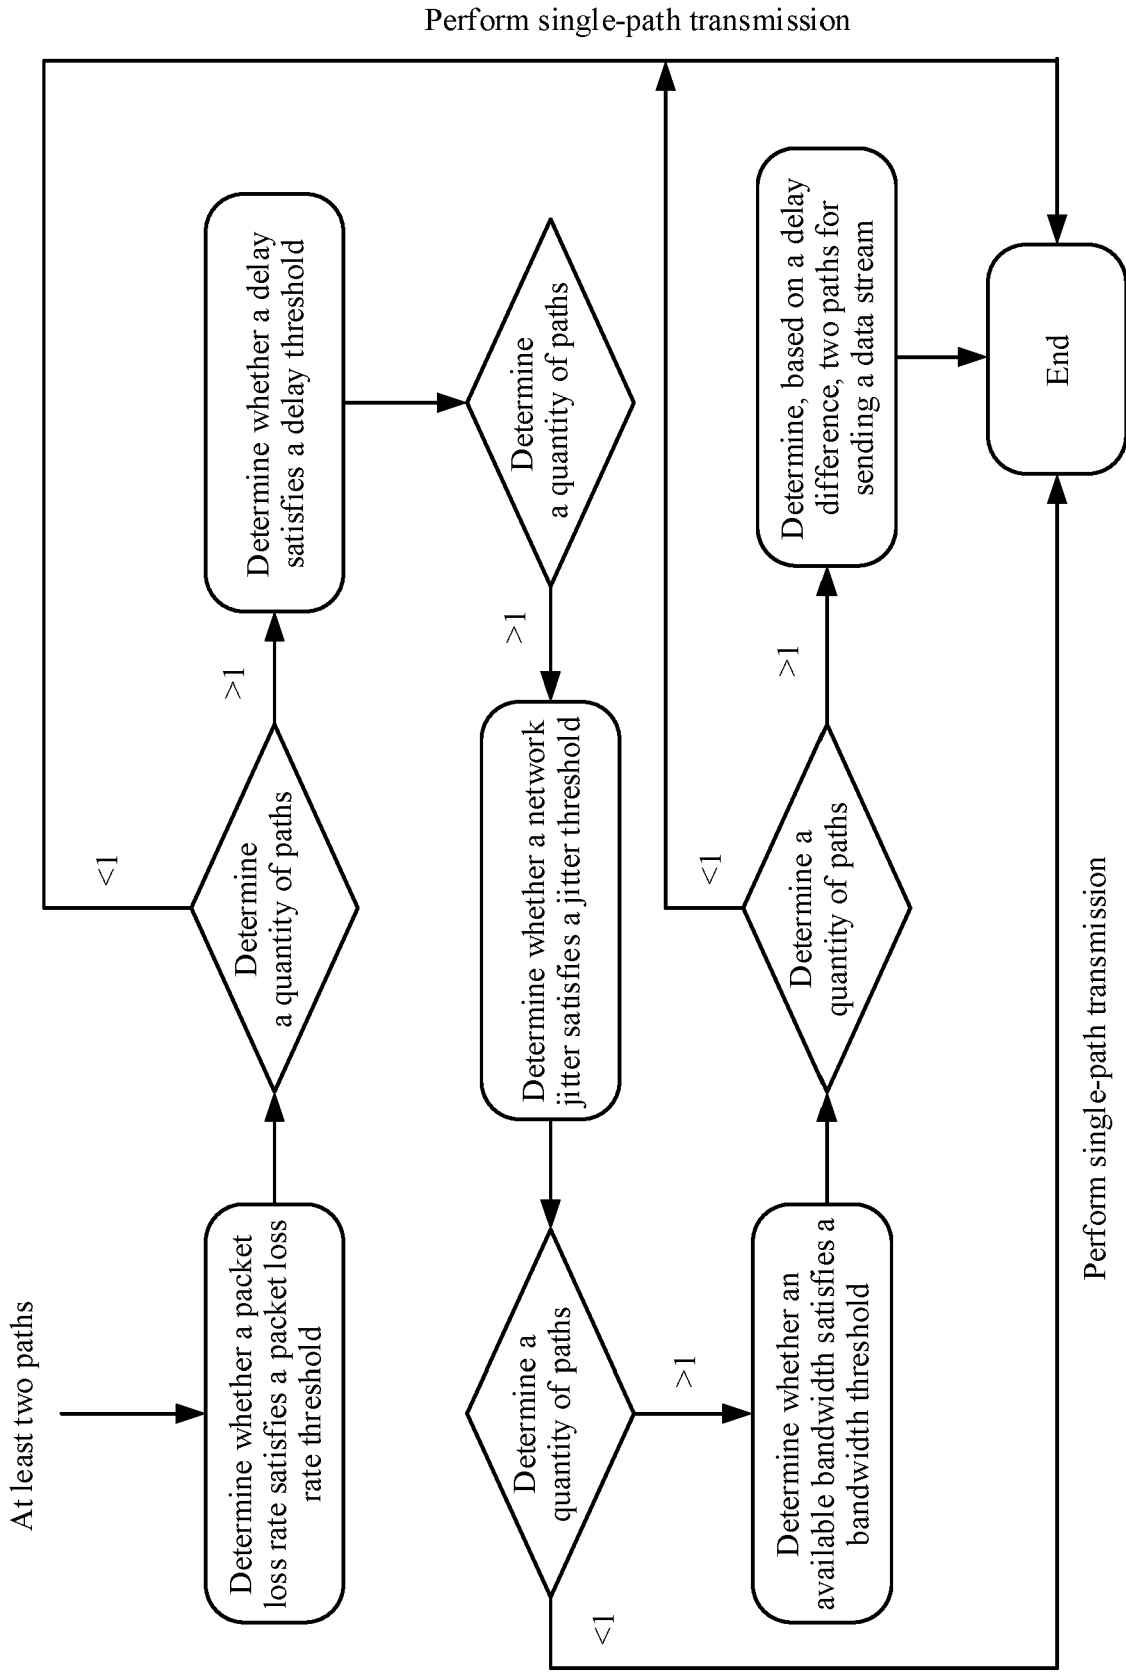 At least two paths
Determine whether a packet
loss rate satisfies a packet loss
rate threshold
Determine
a quantity of paths
<1
>1
Determine whether a delay
satisfies a delay threshold
Determine
a quantity of paths
>1
Determine whether a network
jitter satisfies a jitter threshold
Determine a
quantity of paths
<1
>1
Determine whether an
available bandwidth satisfies a
bandwidth threshold
Determine a
quantity of paths
<1
>1
Determine, based on a delay
difference, two paths for
sending a data stream
End
Perform single-path transmission
Perform single-path transmission